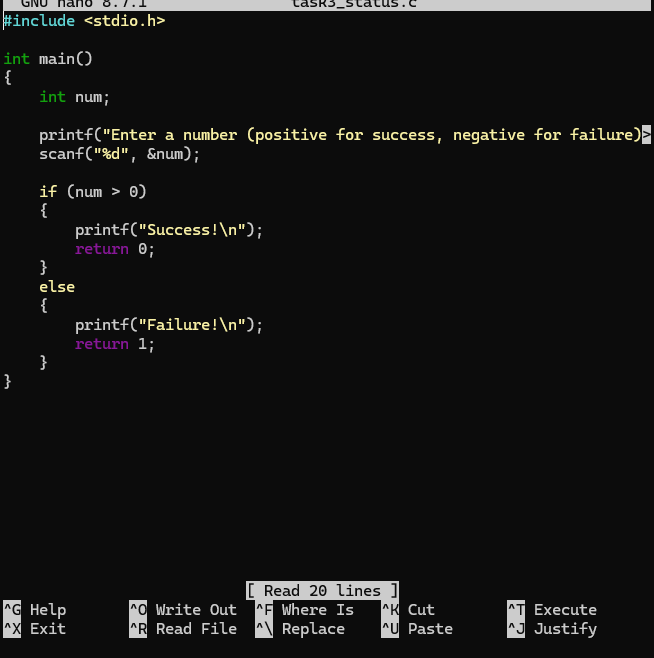 GNU nano 8.7.1 task3_status.c
#include <stdio.h>
int main()
{
    int num;
    printf("Enter a number (positive for success, negative for failure)>
    scanf("%d", &num);
    if (num > 0)
    {
        printf("Success!\n");
        return 0;
    }
    else
    {
        printf("Failure!\n");
        return 1;
    }
}
[ Read 20 lines ]
^G Help ^O Write Out ^F Where Is ^K Cut ^T Execute
^X Exit ^R Read File ^\ Replace ^U Paste ^J Justify